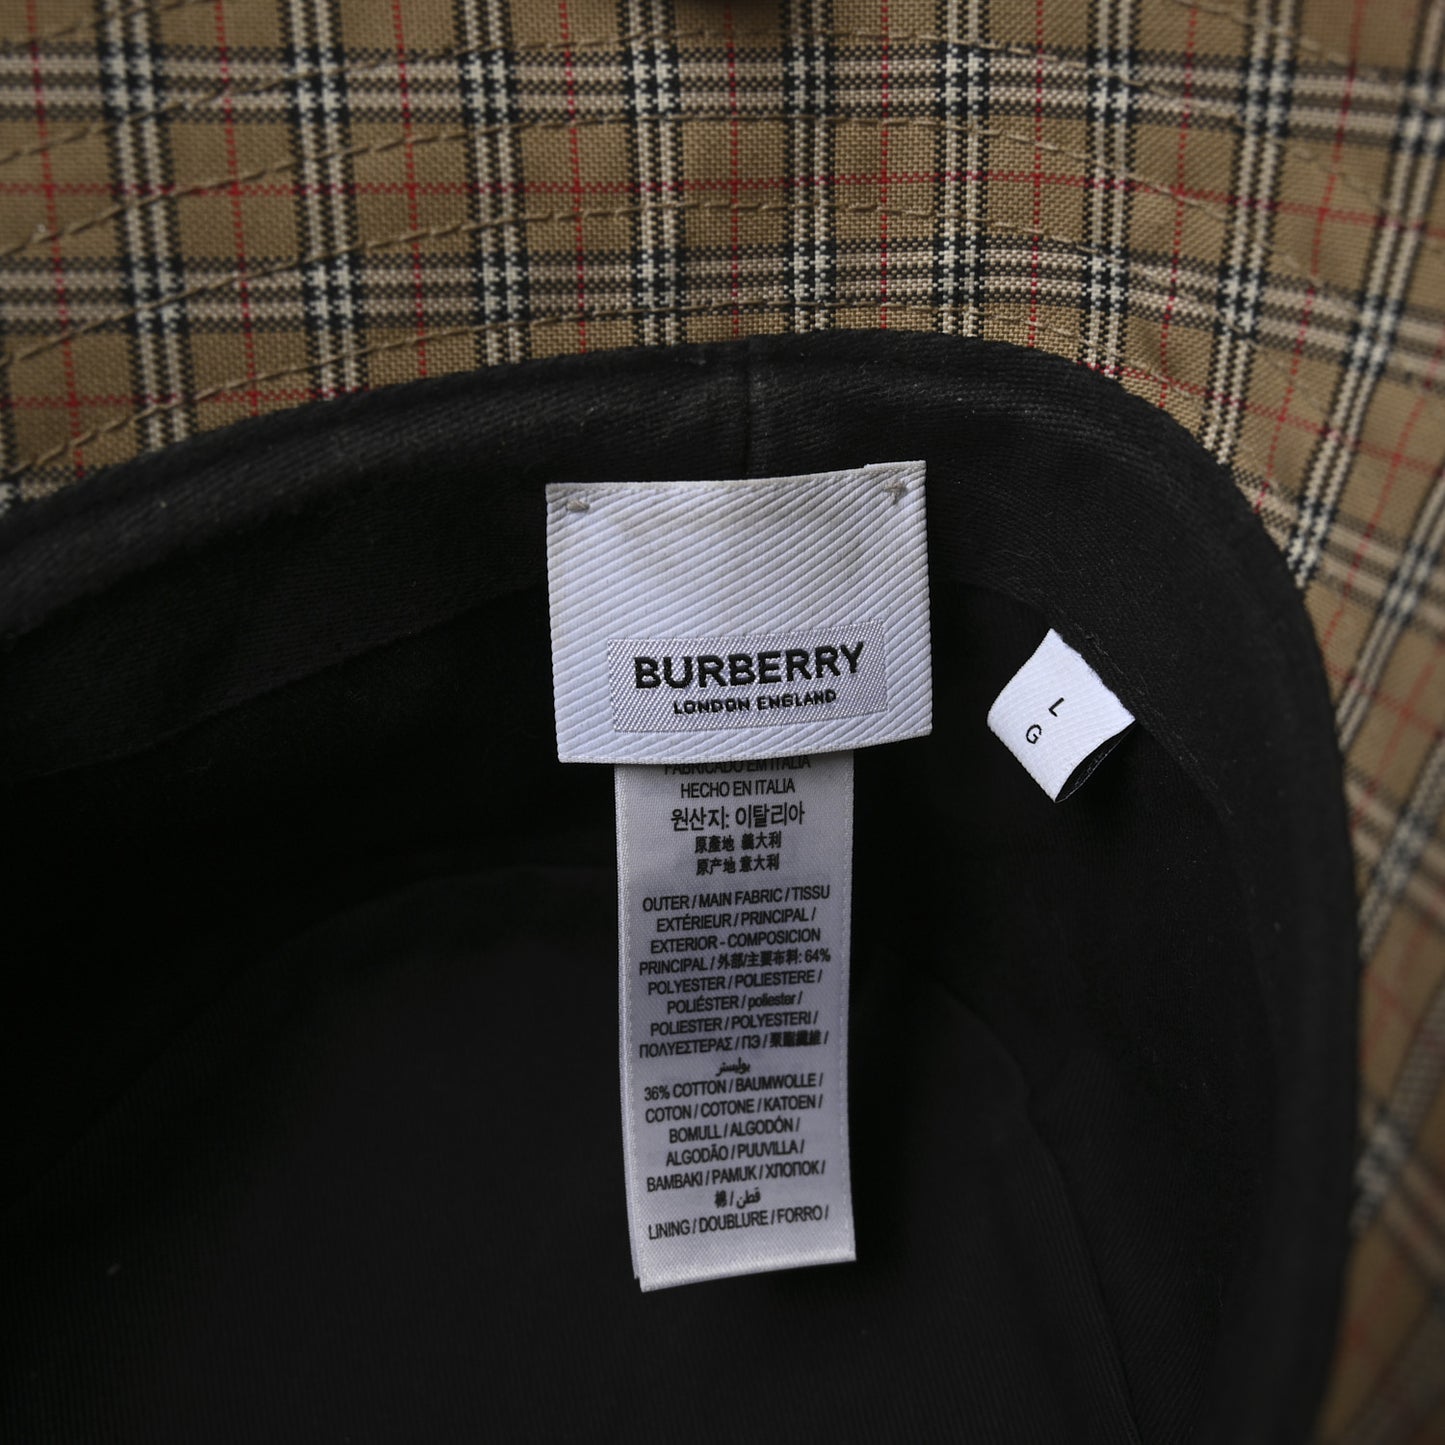 BURBERRY
LONDON ENGLAND
L
G
FABRICADO EM ITALIA
HECHO EN ITALIA
원산지: 이탈리아
原產地 義大利
原产地 意大利
OUTER / MAIN FABRIC / TISSU
EXTÉRIEUR / PRINCIPAL /
EXTERIOR - COMPOSICION
PRINCIPAL / 外部/主要布料: 64%
POLYESTER / POLIESTERE /
POLIÉSTER / poliester /
POLIESTER / POLYESTERI /
ΠΟΛΥΕΣΤΕΡΑΣ / ПЭ / 聚酯纖維 /
بوليستر
36% COTTON / BAUMWOLLE /
COTON / COTONE / KATOEN /
BOMULL / ALGODÓN /
ALGODÃO / PUUVILLA /
BAMBAKI / PAMUK / ХЛОПОК /
棉 / قطن /
LINING / DOUBLURE / FORRO /